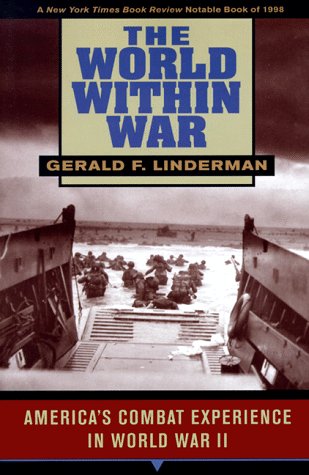 A New York Times Book Review Notable Book of 1998
THE
WORLD
WITHIN
WAR
GERALD F. LINDERMAN
AMERICA'S COMBAT EXPERIENCE
IN WORLD WAR II